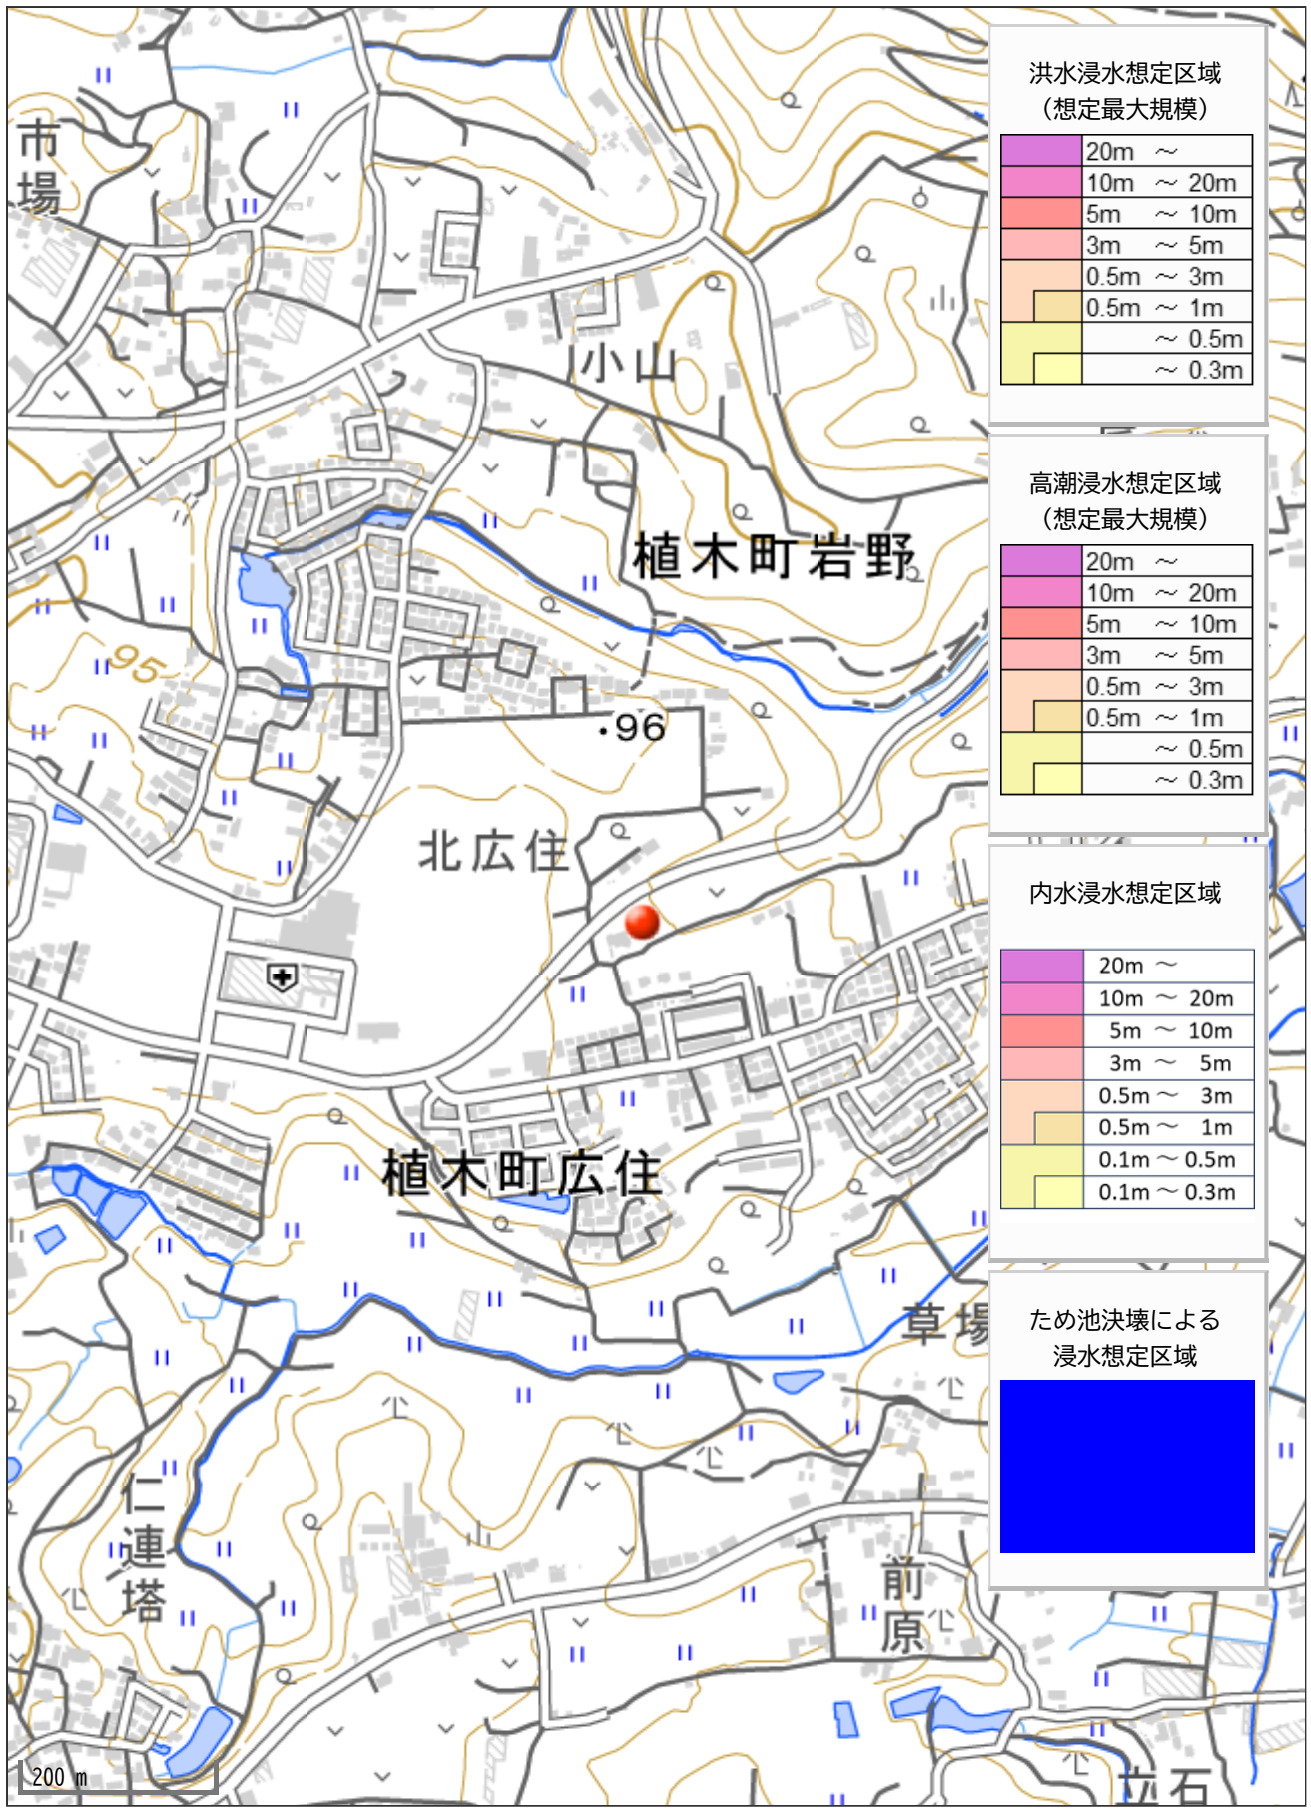 市場
小山
植木町岩野
95
・96
北広住
植木町広住
草場
仁連塔
前原
立石
200 m
洪水浸水想定区域
（想定最大規模）
20m ～
10m ～ 20m
5m ～ 10m
3m ～ 5m
0.5m ～ 3m
0.5m ～ 1m
～ 0.5m
～ 0.3m
高潮浸水想定区域
（想定最大規模）
20m ～
10m ～ 20m
5m ～ 10m
3m ～ 5m
0.5m ～ 3m
0.5m ～ 1m
～ 0.5m
～ 0.3m
内水浸水想定区域
20m ～
10m ～ 20m
5m ～ 10m
3m ～ 5m
0.5m ～ 3m
0.5m ～ 1m
0.1m ～ 0.5m
0.1m ～ 0.3m
ため池決壊による
浸水想定区域